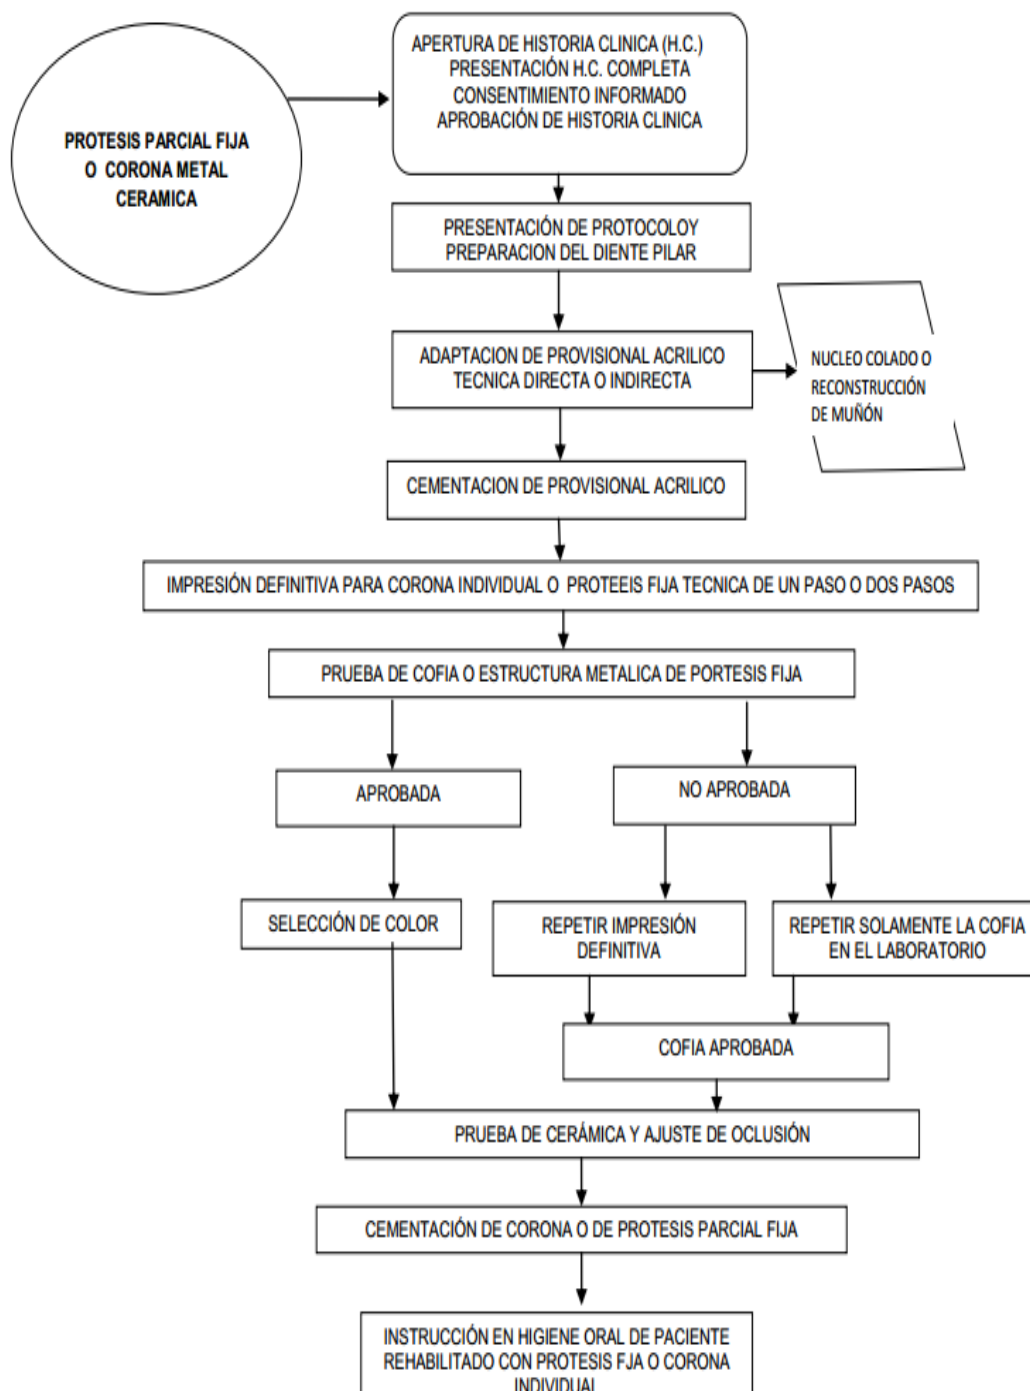 PROTESIS PARCIAL FIJA
O CORONA METAL
CERAMICA
APERTURA DE HISTORIA CLINICA (H.C.)
PRESENTACIÓN H.C. COMPLETA
CONSENTIMIENTO INFORMADO
APROBACIÓN DE HISTORIA CLINICA
PRESENTACIÓN DE PROTOCOLOY
PREPARACION DEL DIENTE PILAR
ADAPTACION DE PROVISIONAL ACRILICO
TECNICA DIRECTA O INDIRECTA
NUCLEO COLADO O
RECONSTRUCCIÓN
DE MUÑÓN
CEMENTACION DE PROVISIONAL ACRILICO
IMPRESIÓN DEFINITIVA PARA CORONA INDIVIDUAL O PROTEEIS FIJA TECNICA DE UN PASO O DOS PASOS
PRUEBA DE COFIA O ESTRUCTURA METALICA DE PORTESIS FIJA
APROBADA
NO APROBADA
SELECCIÓN DE COLOR
REPETIR IMPRESIÓN
DEFINITIVA
REPETIR SOLAMENTE LA COFIA
EN EL LABORATORIO
COFIA APROBADA
PRUEBA DE CERÁMICA Y AJUSTE DE OCLUSIÓN
CEMENTACIÓN DE CORONA O DE PROTESIS PARCIAL FIJA
INSTRUCCIÓN EN HIGIENE ORAL DE PACIENTE
REHABILITADO CON PROTESIS FJA O CORONA
INDIVIDUAL